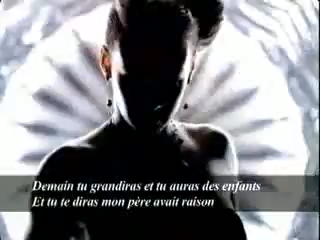 Demain tu grandiras et tu auras des enfants
Et tu te diras mon père avait raison